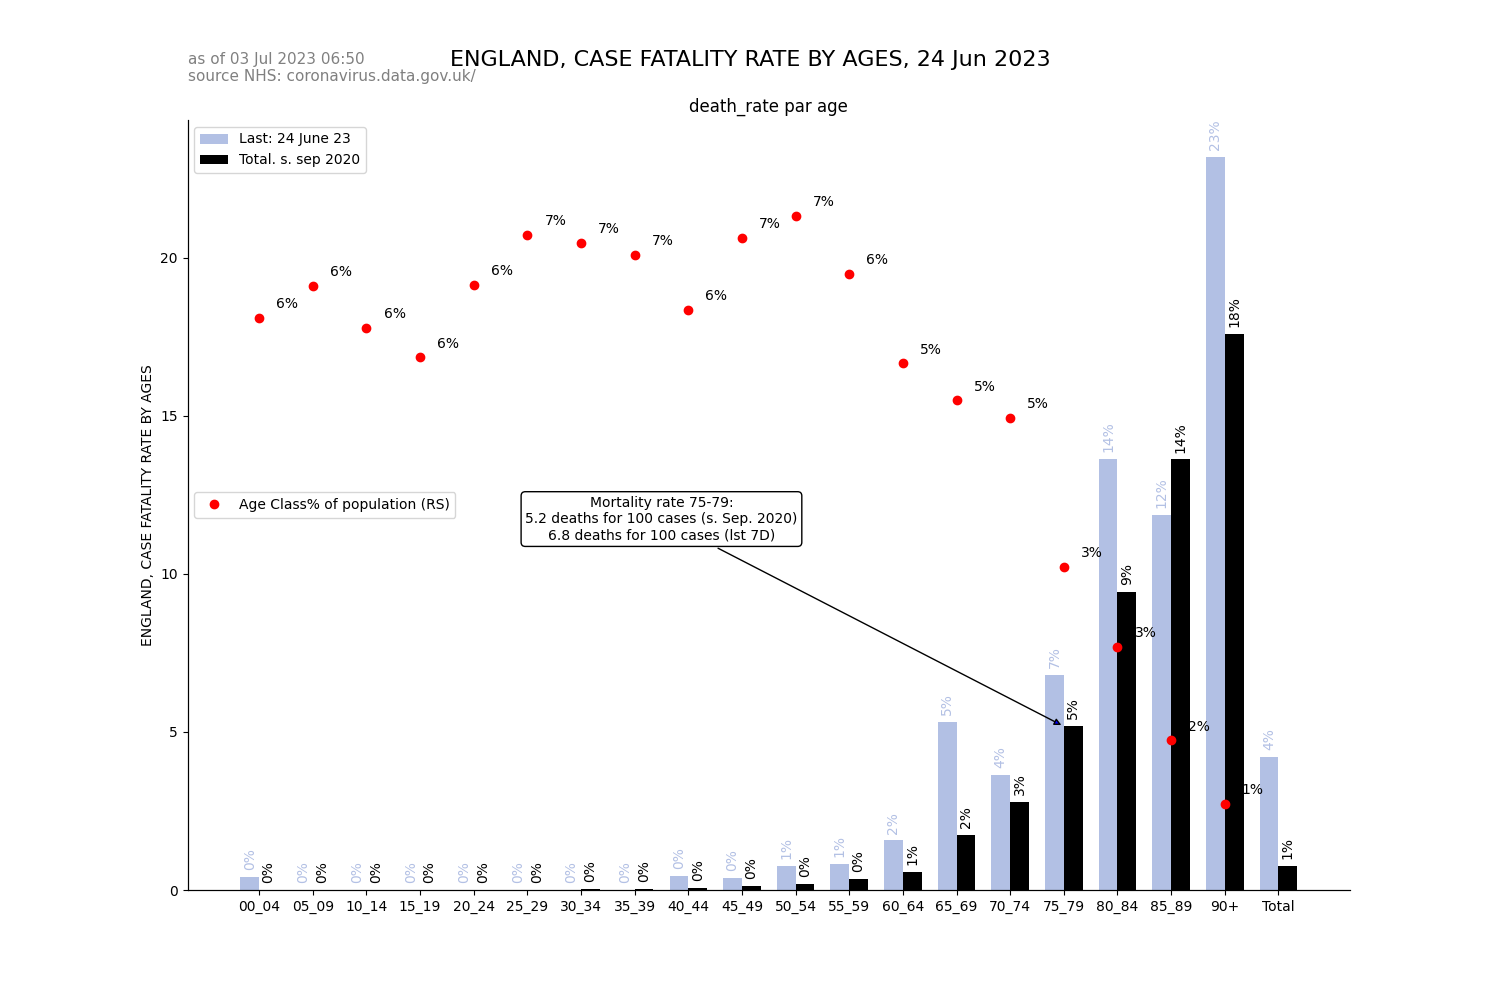 as of 03 Jul 2023 06:50
source NHS: coronavirus.data.gov.uk/
ENGLAND, CASE FATALITY RATE BY AGES, 24 Jun 2023
death_rate par age
Last: 24 June 23
Total. s. sep 2020
Age Class% of population (RS)
Mortality rate 75-79:
5.2 deaths for 100 cases (s. Sep. 2020)
6.8 deaths for 100 cases (lst 7D)
ENGLAND, CASE FATALITY RATE BY AGES
20
15
10
5
0
6% 6% 6% 6% 6% 7% 7% 7% 6% 7% 7% 6% 5% 5% 5% 3% 3% 2% 1%
0% 0% 0% 0% 0% 0% 0% 0% 0% 0% 1% 1% 2% 5% 4% 7% 14% 12% 23% 4%
0% 0% 0% 0% 0% 0% 0% 0% 0% 0% 0% 0% 1% 2% 3% 5% 9% 14% 18% 1%
00_04 05_09 10_14 15_19 20_24 25_29 30_34 35_39 40_44 45_49 50_54 55_59 60_64 65_69 70_74 75_79 80_84 85_89 90+ Total